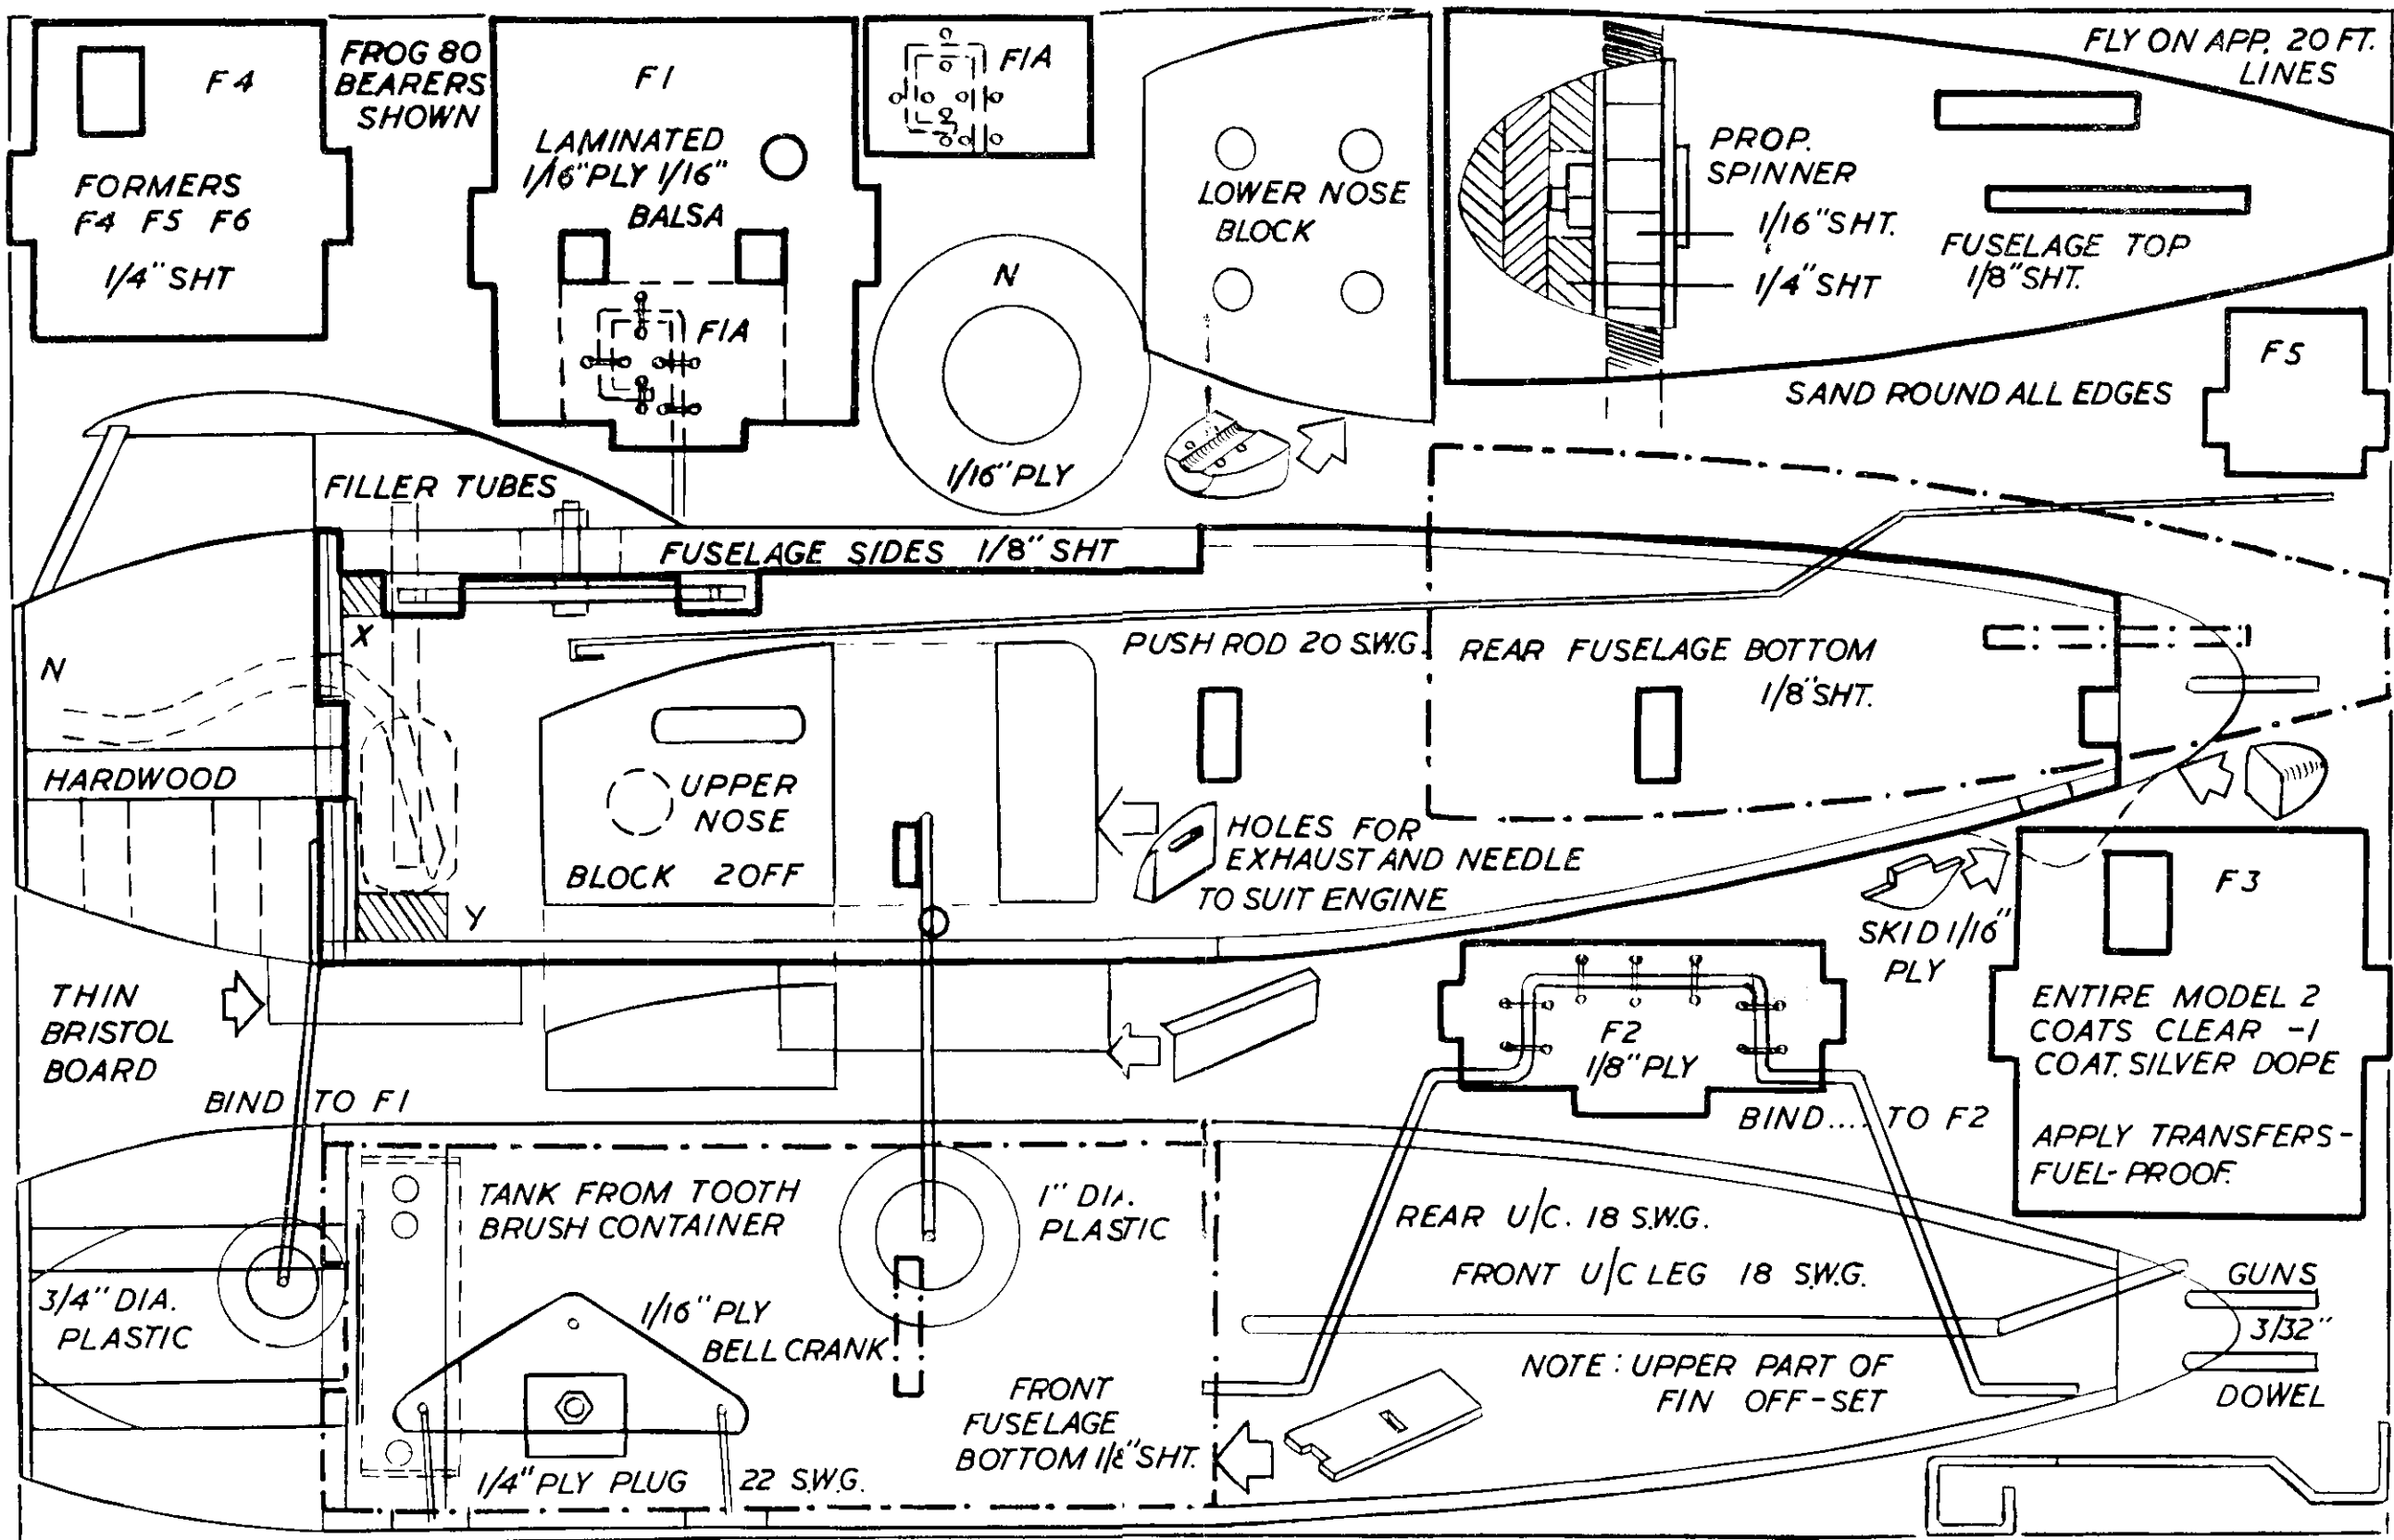 F4
FROG 80
BEARERS
SHOWN
FORMERS
F4 F5 F6
1/4" SHT
F1
LAMINATED
1/16" PLY 1/16"
BALSA
F1A
F1A
N
1/16" PLY
LOWER NOSE
BLOCK
PROP.
SPINNER
1/16" SHT.
1/4" SHT
FLY ON APP. 20 FT.
LINES
FUSELAGE TOP
1/8" SHT.
F5
SAND ROUND ALL EDGES
FILLER TUBES
FUSELAGE SIDES 1/8" SHT
X
N
HARDWOOD
Y
PUSH ROD 20 S.W.G.
REAR FUSELAGE BOTTOM
1/8" SHT.
UPPER
NOSE
BLOCK 2 OFF
HOLES FOR
EXHAUST AND NEEDLE
TO SUIT ENGINE
SKID 1/16"
PLY
F3
ENTIRE MODEL 2
COATS CLEAR -1
COAT. SILVER DOPE
APPLY TRANSFERS-
FUEL-PROOF.
THIN
BRISTOL
BOARD
BIND TO F1
F2
1/8" PLY
BIND.... TO F2
TANK FROM TOOTH
BRUSH CONTAINER
1" DIA.
PLASTIC
REAR U/C. 18 S.W.G.
FRONT U/C LEG 18 S.W.G.
3/4" DIA.
PLASTIC
1/16" PLY
BELL CRANK
GUNS
3/32"
DOWEL
NOTE: UPPER PART OF
FIN OFF-SET
FRONT
FUSELAGE
BOTTOM 1/8" SHT.
1/4" PLY PLUG
22 S.W.G.